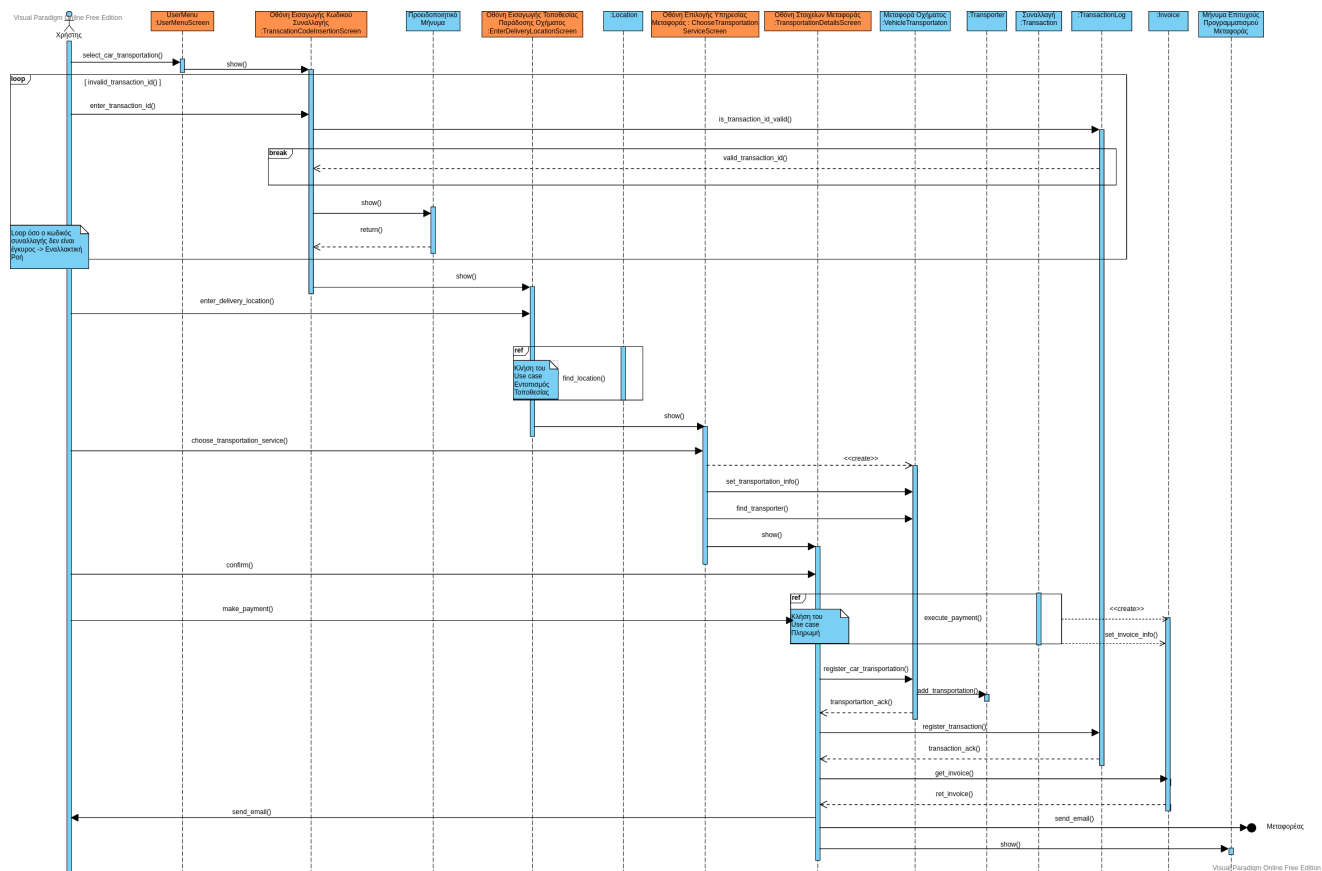 Visual Paradigm Online Free Edition
Χρήστης
UserMenu
:UserMenuScreen
Οθόνη Εισαγωγής Κωδικού
Συναλλαγής
:TranscationCodeInsertionScreen
Προειδοποιητικό
Μήνυμα
Οθόνη Εισαγωγής Τοποθεσίας
Παράδοσης Οχήματος
:EnterDeliveryLocationScreen
:Location
Οθόνη Επιλογής Υπηρεσίας
Μεταφοράς : ChooseTransportation
ServiceScreen
Οθόνη Στοιχείων Μεταφοράς
:TransportationDetailsScreen
Μεταφορά Οχήματος
:VehicleTransportaton
:Transporter
Συναλλαγή
:Transaction
:TransactionLog
:Invoice
Μήνυμα Επιτυχούς
Προγραμματισμού
Μεταφοράς
select_car_transportation()
show()
loop
[ invalid_transaction_id() ]
enter_transaction_id()
is_transaction_id_valid()
break
valid_transaction_id()
show()
return()
Loop όσο ο κωδικός
συναλλαγής δεν είναι
έγκυρος -> Εναλλακτική
Ροή
show()
enter_delivery_location()
ref
Κλήση του
Use case
Εντοπισμός
Τοποθεσίας
find_location()
show()
choose_transportation_service()
<<create>>
set_transportation_info()
find_transporter()
show()
confirm()
ref
make_payment()
Κλήση του
Use case
Πληρωμή
execute_payment()
<<create>>
set_invoice_info()
register_car_transportation()
add_transportation()
transportartion_ack()
register_transaction()
transaction_ack()
get_invoice()
ret_invoice()
send_email()
send_email()
Μεταφορέας
show()
Visual Paradigm Online Free Edition